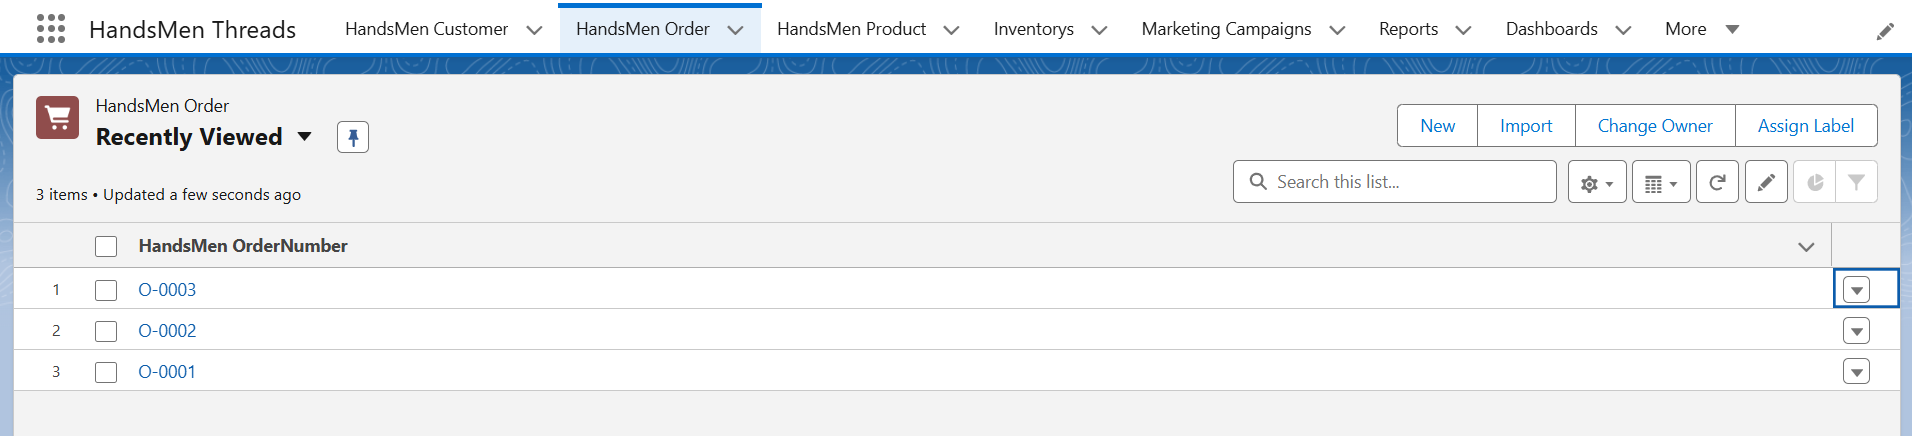 HandsMen Threads HandsMen Customer HandsMen Order HandsMen Product Inventorys Marketing Campaigns Reports Dashboards More
HandsMen Order
Recently Viewed
New Import Change Owner Assign Label
Search this list...
3 items • Updated a few seconds ago
HandsMen OrderNumber
1 O-0003
2 O-0002
3 O-0001